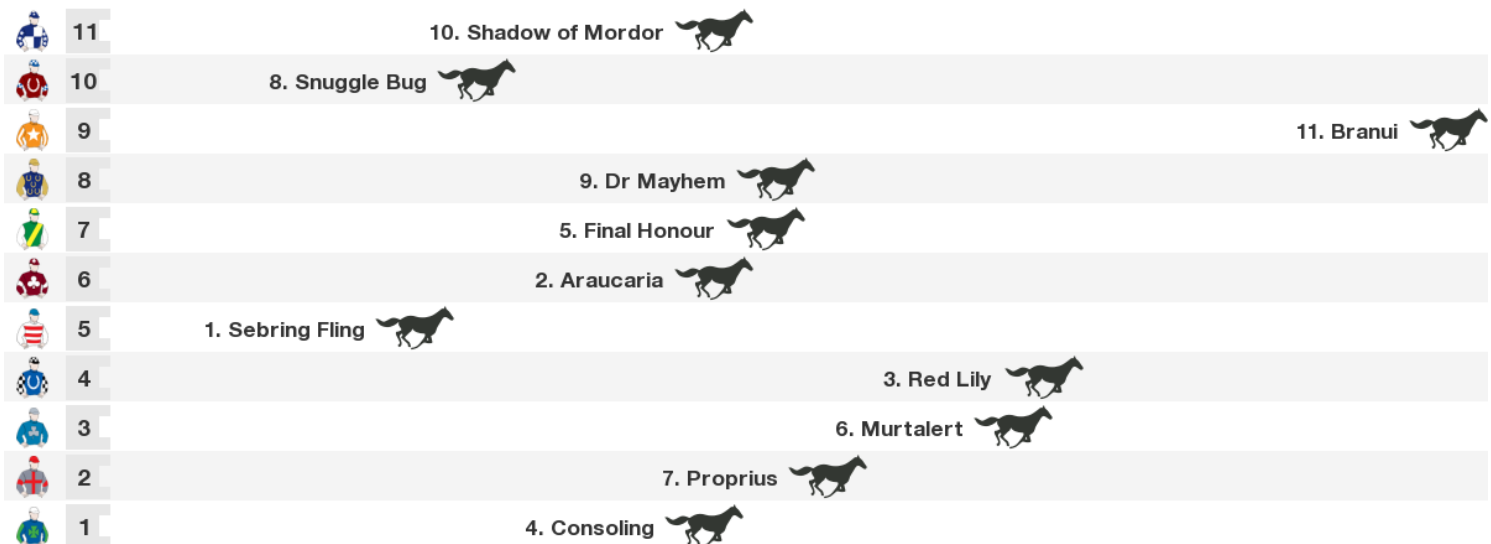 11 10. Shadow of Mordor
10 8. Snuggle Bug
9 11. Branui
8 9. Dr Mayhem
7 5. Final Honour
6 2. Araucaria
5 1. Sebring Fling
4 3. Red Lily
3 6. Murtalert
2 7. Proprius
1 4. Consoling